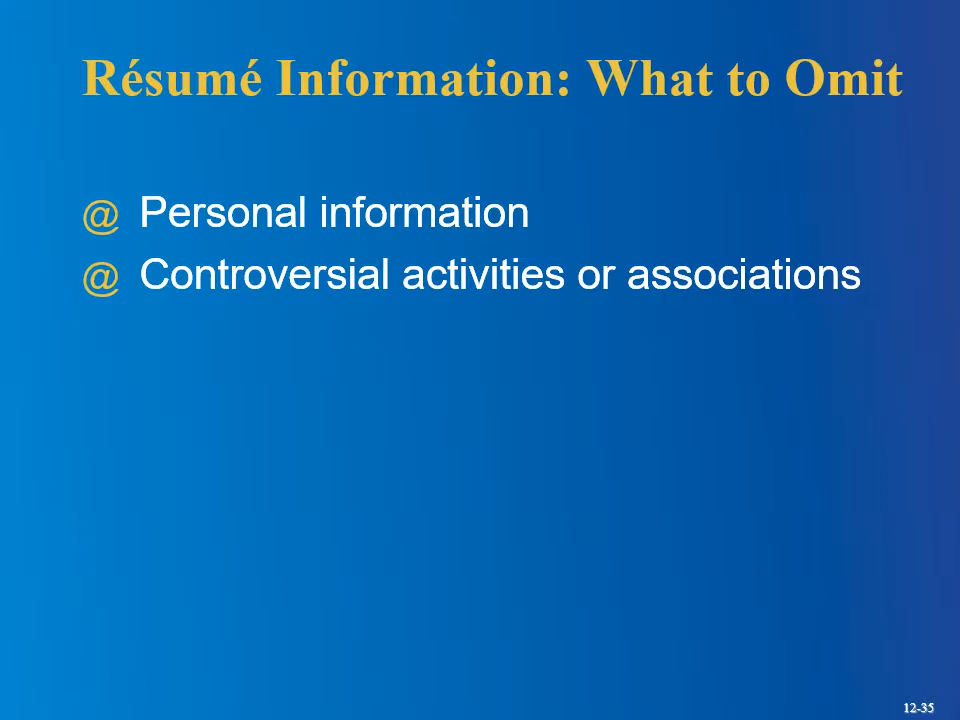 Résumé Information: What to Omit
@ Personal information
@ Controversial activities or associations
12-35